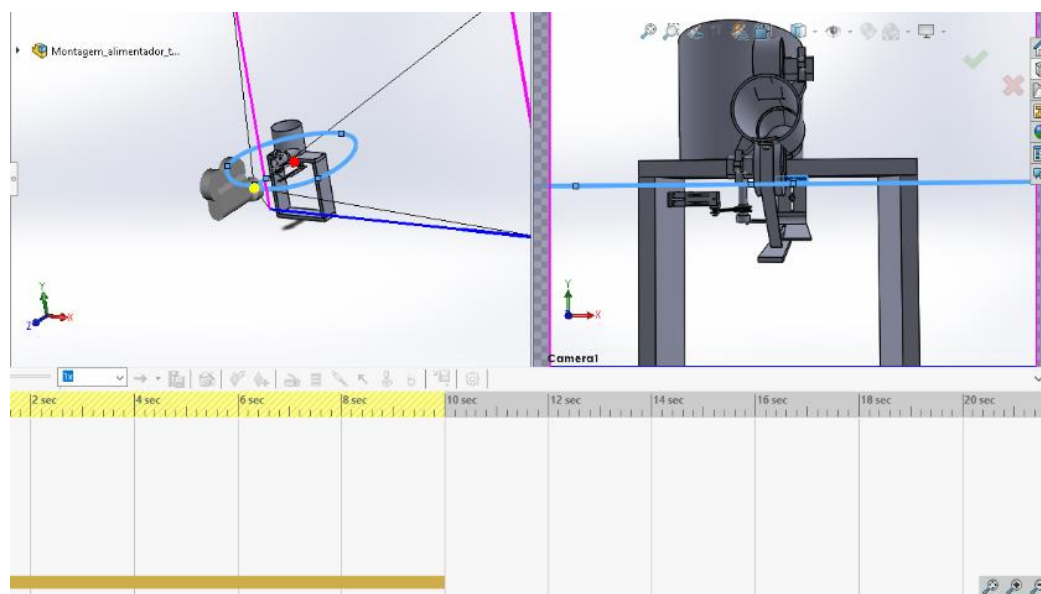 Montagem_alimentador_t...
Y
X
Z
Y
X
Camera1
1x
2 sec
4 sec
6 sec
8 sec
10 sec
12 sec
14 sec
16 sec
18 sec
20 sec